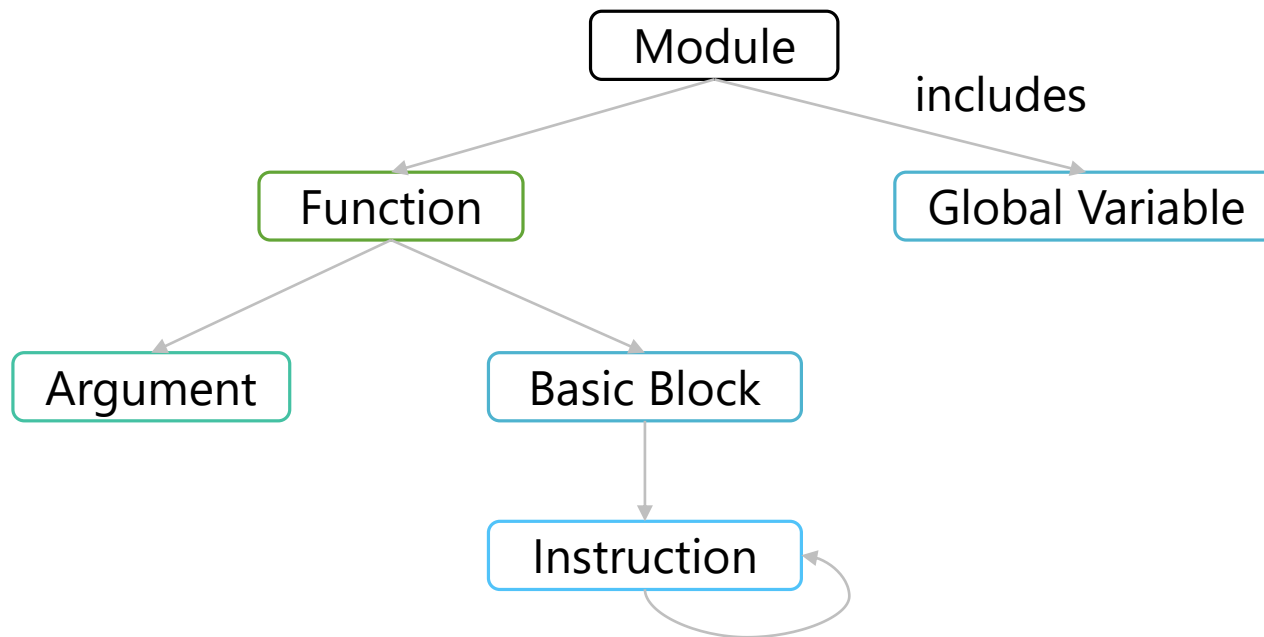 Module
includes
Function
Global Variable
Argument
Basic Block
Instruction